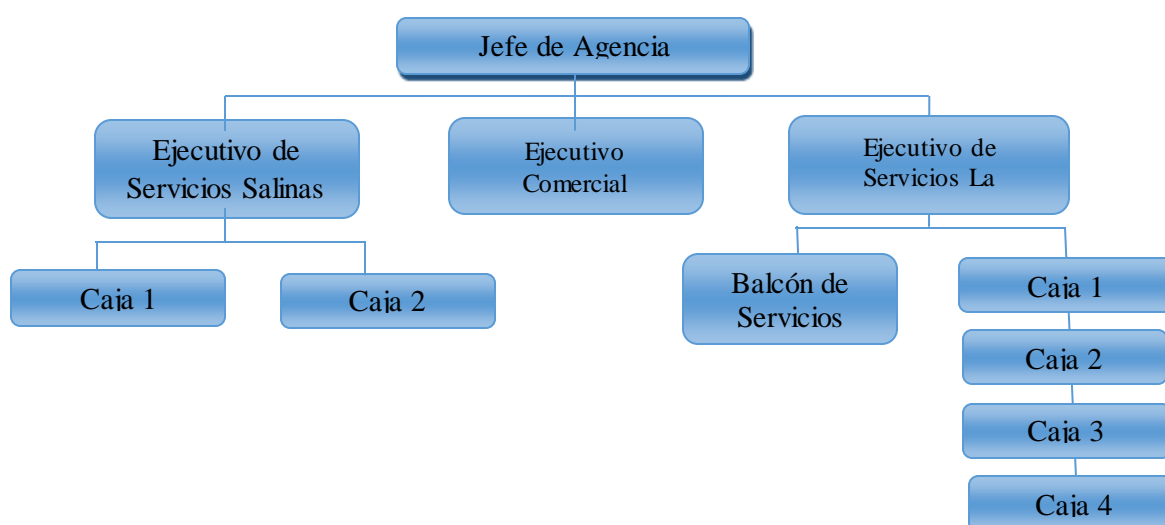 Jefe de Agencia
Ejecutivo de
Servicios Salinas
Ejecutivo
Comercial
Ejecutivo de
Servicios La
Caja 1
Caja 2
Balcón de
Servicios
Caja 1
Caja 2
Caja 3
Caja 4